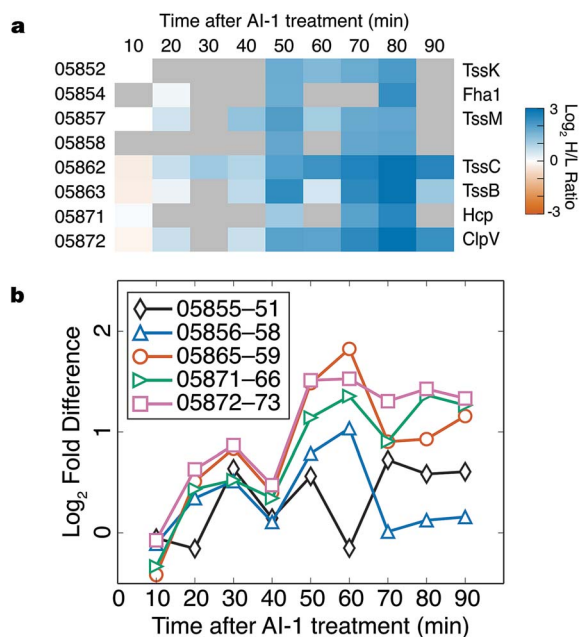 a
Time after AI-1 treatment (min)
10 20 30 40 50 60 70 80 90
05852 TssK
05854 Fha1
05857 TssM
05858
05862 TssC
05863 TssB
05871 Hcp
05872 ClpV
3
0
-3
Log2 H/L Ratio
b
05855–51
05856–58
05865–59
05871–66
05872–73
2
1
0
Log2 Fold Difference
0 10 20 30 40 50 60 70 80 90
Time after AI-1 treatment (min)